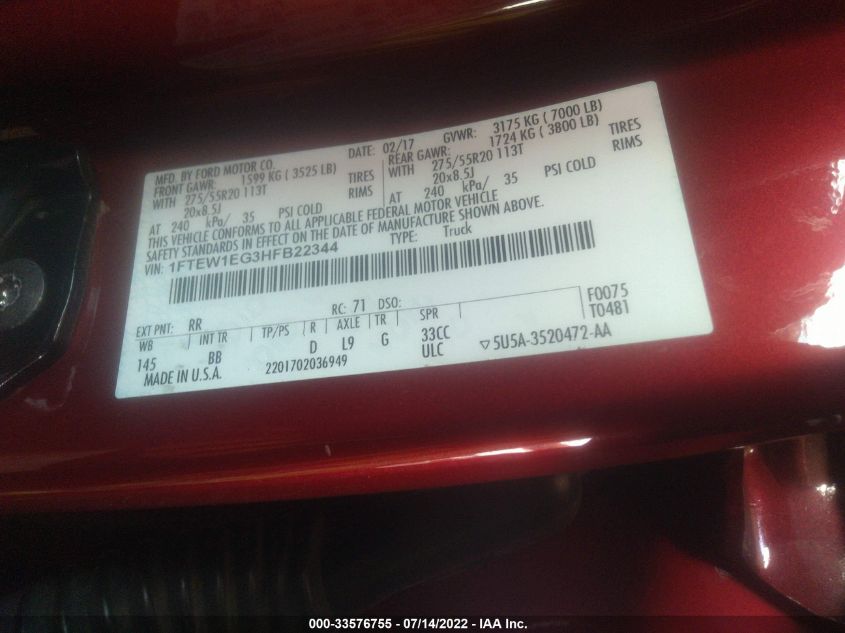 MFD. BY FORD MOTOR CO.
DATE: 02/17 GVWR: 3175 KG ( 7000 LB)
FRONT GAWR: 1599 KG ( 3525 LB) REAR GAWR: 1724 KG ( 3800 LB)
WITH 275/55R20 113T TIRES WITH 275/55R20 113T TIRES
20x8.5J RIMS 20x8.5J RIMS
AT 240 kPa/ 35 PSI COLD AT 240 kPa/ 35 PSI COLD
THIS VEHICLE CONFORMS TO ALL APPLICABLE FEDERAL MOTOR VEHICLE
SAFETY STANDARDS IN EFFECT ON THE DATE OF MANUFACTURE SHOWN ABOVE.
VIN: 1FTEW1EG3HFB22344 TYPE: Truck
EXT PNT: RR RC: 71 DSO: F0075
WB INT TR TP/PS R AXLE TR SPR T0481
145 BB D L9 G 33CC
ULC
MADE IN U.S.A. 2201702036949 ▽5U5A-3520472-AA
000-33576755 - 07/14/2022 - IAA Inc.